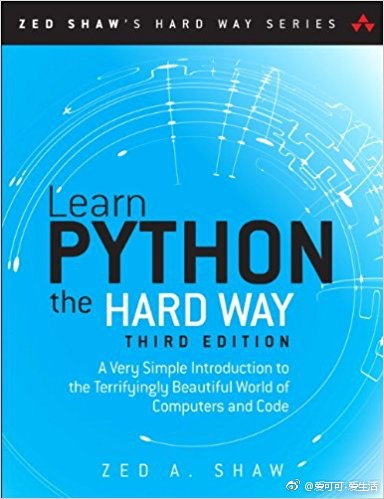 ZED SHAW'S HARD WAY SERIES
Learn
PYTHON
the HARD WAY
THIRD EDITION
A Very Simple Introduction to
the Terrifyingly Beautiful World of
Computers and Code
ZED A. SHAW
@爱可可-爱生活